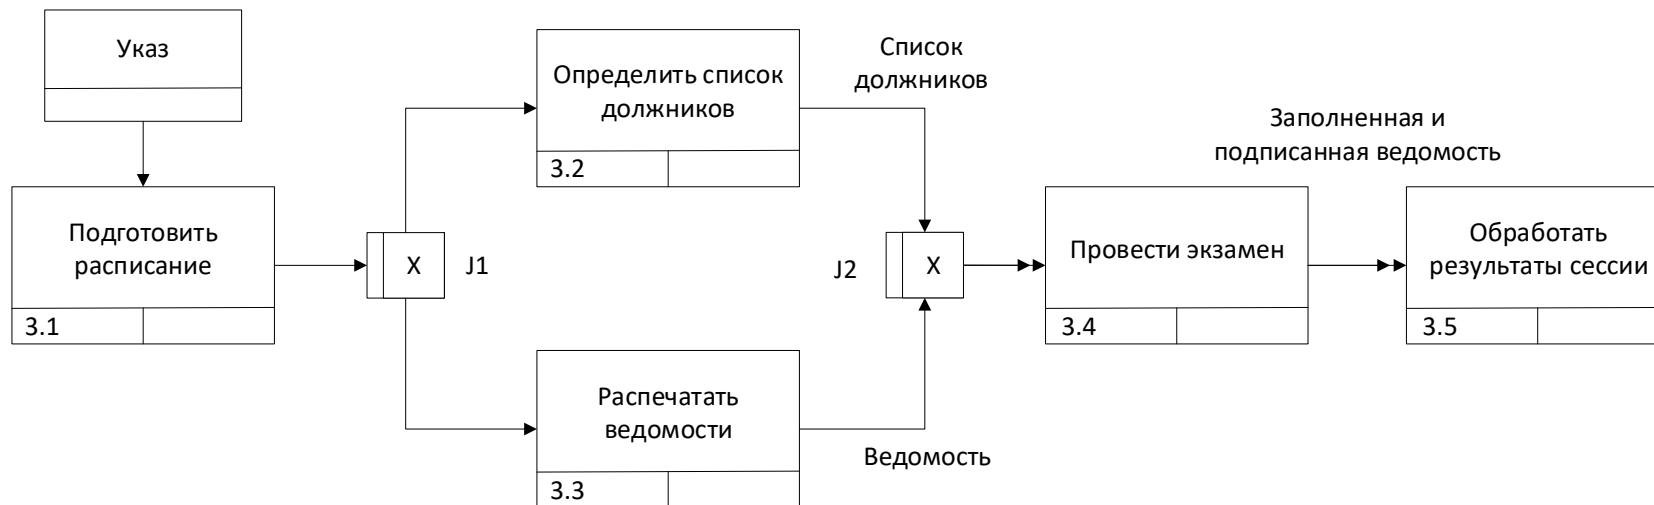 Указ
Подготовить
расписание
3.1
X
J1
Определить список
должников
3.2
Список
должников
Распечатать
ведомости
3.3
Ведомость
J2
X
Провести экзамен
3.4
Заполненная и
подписанная ведомость
Обработать
результаты сессии
3.5